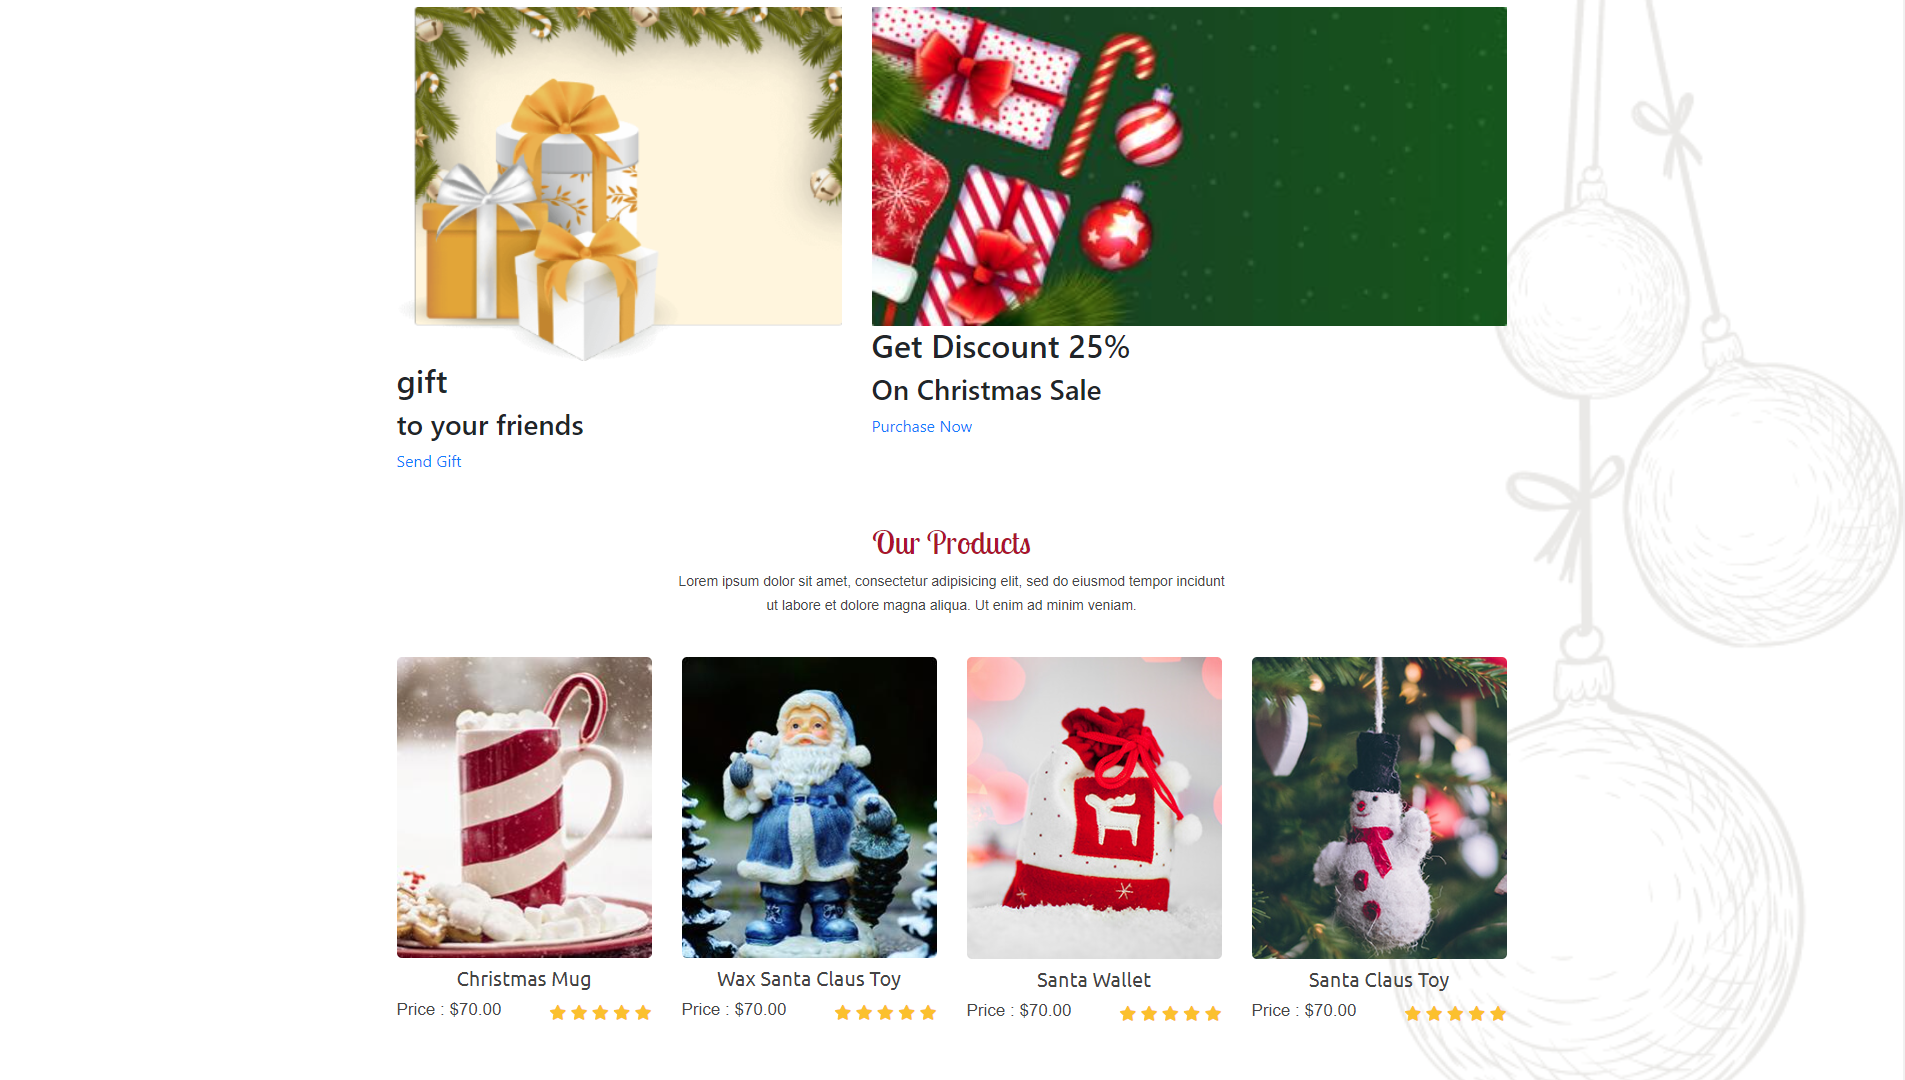 gift
to your friends
Send Gift
Get Discount 25%
On Christmas Sale
Purchase Now
Our Products
Lorem ipsum dolor sit amet, consectetur adipisicing elit, sed do eiusmod tempor incidunt
ut labore et dolore magna aliqua. Ut enim ad minim veniam.
Christmas Mug
Price : $70.00
Wax Santa Claus Toy
Price : $70.00
Santa Wallet
Price : $70.00
Santa Claus Toy
Price : $70.00